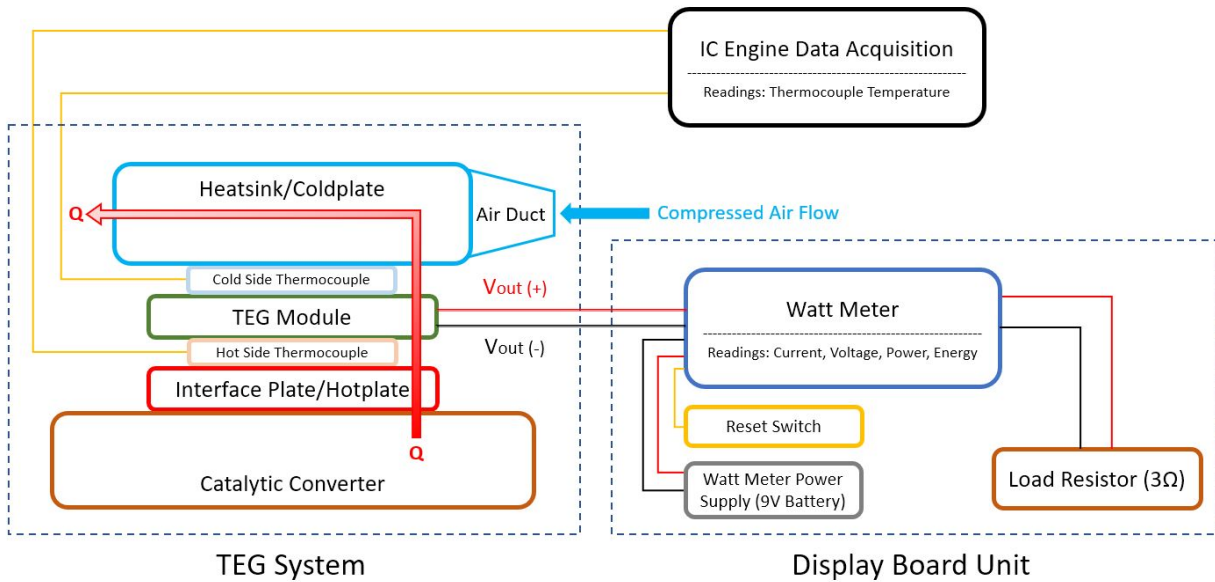 IC Engine Data Acquisition
Readings: Thermocouple Temperature
Heatsink/Coldplate
Q
Air Duct
Compressed Air Flow
Cold Side Thermocouple
Vout (+)
TEG Module
Vout (-)
Hot Side Thermocouple
Interface Plate/Hotplate
Q
Catalytic Converter
TEG System
Watt Meter
Readings: Current, Voltage, Power, Energy
Reset Switch
Watt Meter Power
Supply (9V Battery)
Load Resistor (3Ω)
Display Board Unit